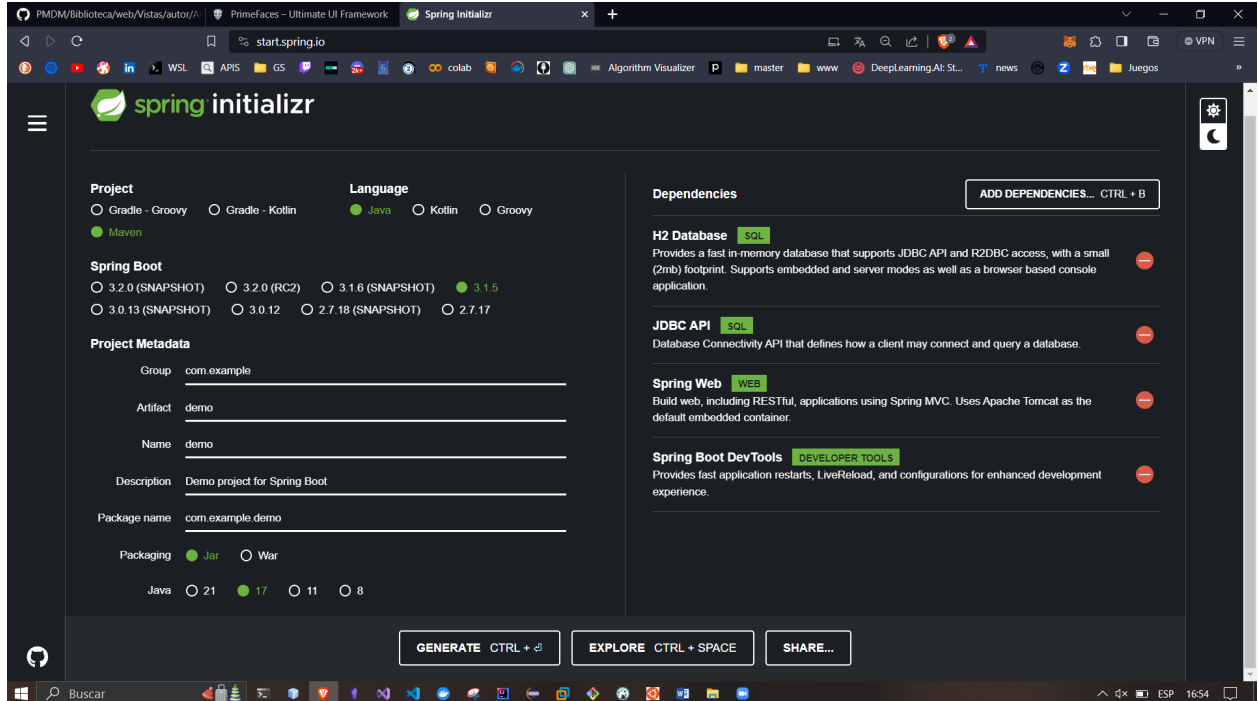 PMDM/Biblioteca/web/Vistas/autor/A
PrimeFaces – Ultimate UI Framework
Spring Initializr
start.spring.io
VPN
WSL
APIS
GS
colab
Algorithm Visualizer
master
www
DeepLearning.AI: St...
news
Juegos
»
spring initializr
Project
Gradle - Groovy
Gradle - Kotlin
Maven
Language
Java
Kotlin
Groovy
Spring Boot
3.2.0 (SNAPSHOT)
3.2.0 (RC2)
3.1.6 (SNAPSHOT)
3.1.5
3.0.13 (SNAPSHOT)
3.0.12
2.7.18 (SNAPSHOT)
2.7.17
Project Metadata
Group com.example
Artifact demo
Name demo
Description Demo project for Spring Boot
Package name com.example.demo
Packaging Jar War
Java 21 17 11 8
Dependencies
ADD DEPENDENCIES... CTRL + B
H2 Database SQL
Provides a fast in-memory database that supports JDBC API and R2DBC access, with a small
(2mb) footprint. Supports embedded and server modes as well as a browser based console
application.
JDBC API SQL
Database Connectivity API that defines how a client may connect and query a database.
Spring Web WEB
Build web, including RESTful, applications using Spring MVC. Uses Apache Tomcat as the
default embedded container.
Spring Boot DevTools DEVELOPER TOOLS
Provides fast application restarts, LiveReload, and configurations for enhanced development
experience.
GENERATE CTRL + ⏎
EXPLORE CTRL + SPACE
SHARE...
Buscar
ESP
16:54